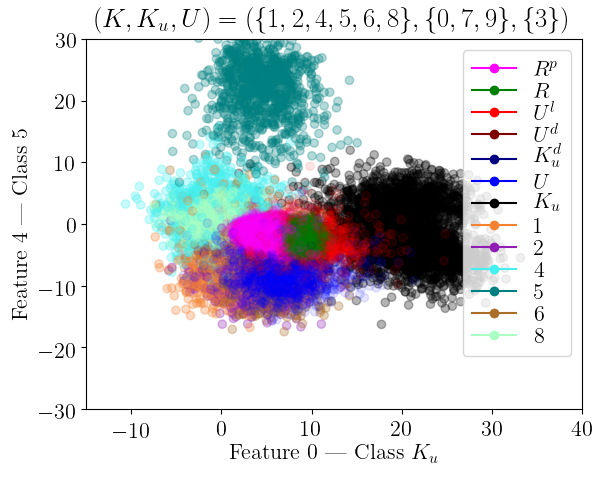 (K, K_u, U) = ({1, 2, 4, 5, 6, 8}, {0, 7, 9}, {3})
30
20
10
0
−10
−20
−30
−10
0
10
20
30
40
Feature 4 — Class 5
Feature 0 — Class K_u
R^p
R
U^l
U^d
K_u^d
U
K_u
1
2
4
5
6
8